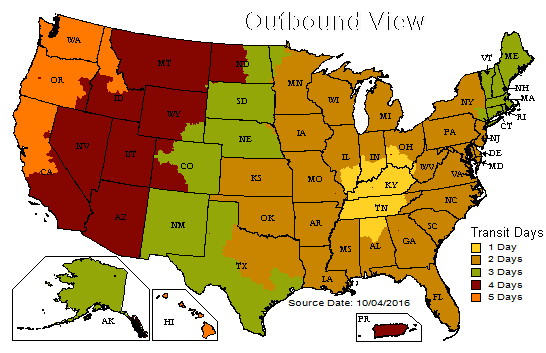 Outbound View
WA
MT
ND
MN
VT
ME
OR
ID
WY
SD
WI
MI
NY
NH
MA
RI
CT
NV
UT
CO
NE
IA
IL
IN
OH
PA
NJ
DE
MD
CA
KS
MO
KY
WV
VA
AZ
NM
OK
AR
TN
NC
SC
TX
LA
MS
AL
GA
FL
Transit Days
1 Day
2 Days
3 Days
4 Days
5 Days
Source Date: 10/04/2016
AK
HI
PR